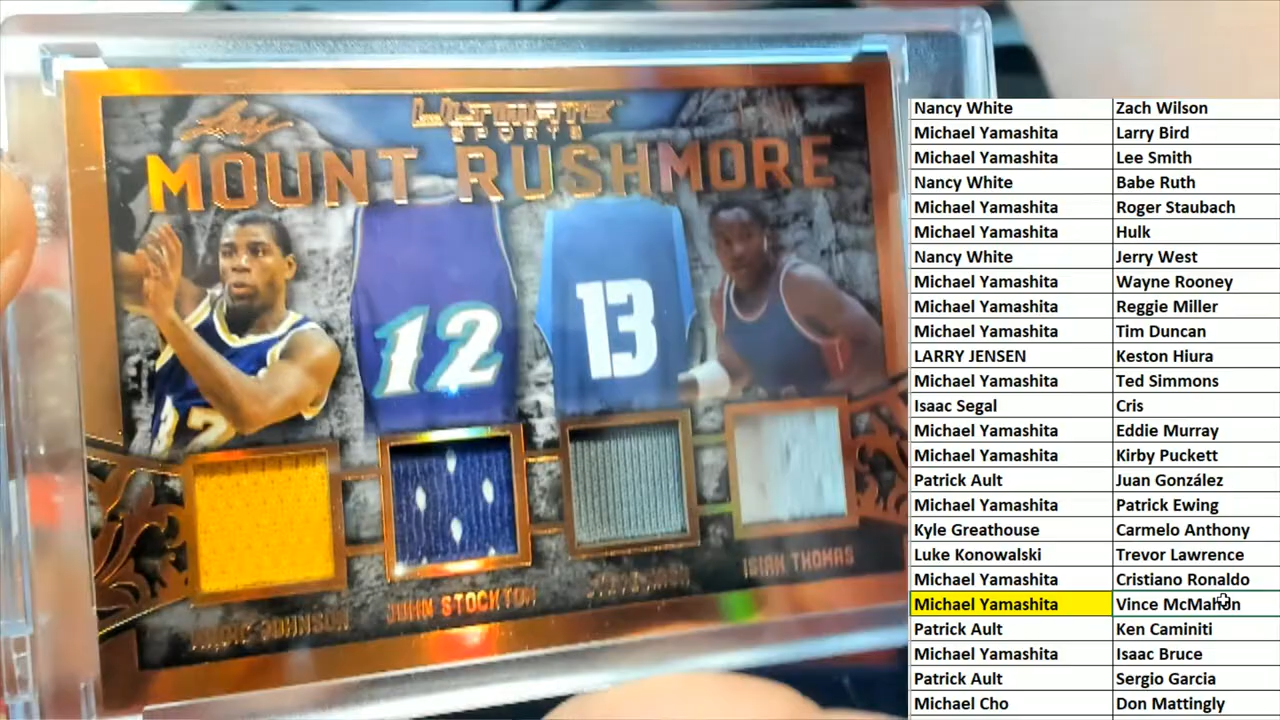 Leaf
ULTIMATE
SPORTS
MOUNT RUSHMORE
12
12
13
MAGIC JOHNSON
JOHN STOCKTON
STEVE NASH
ISIAH THOMAS
Nancy White Zach Wilson
Michael Yamashita Larry Bird
Michael Yamashita Lee Smith
Nancy White Babe Ruth
Michael Yamashita Roger Staubach
Michael Yamashita Hulk
Nancy White Jerry West
Michael Yamashita Wayne Rooney
Michael Yamashita Reggie Miller
Michael Yamashita Tim Duncan
LARRY JENSEN Keston Hiura
Michael Yamashita Ted Simmons
Isaac Segal Cris
Michael Yamashita Eddie Murray
Michael Yamashita Kirby Puckett
Patrick Ault Juan González
Michael Yamashita Patrick Ewing
Kyle Greathouse Carmelo Anthony
Luke Konowalski Trevor Lawrence
Michael Yamashita Cristiano Ronaldo
Michael Yamashita Vince McMahon
Patrick Ault Ken Caminiti
Michael Yamashita Isaac Bruce
Patrick Ault Sergio Garcia
Michael Cho Don Mattingly